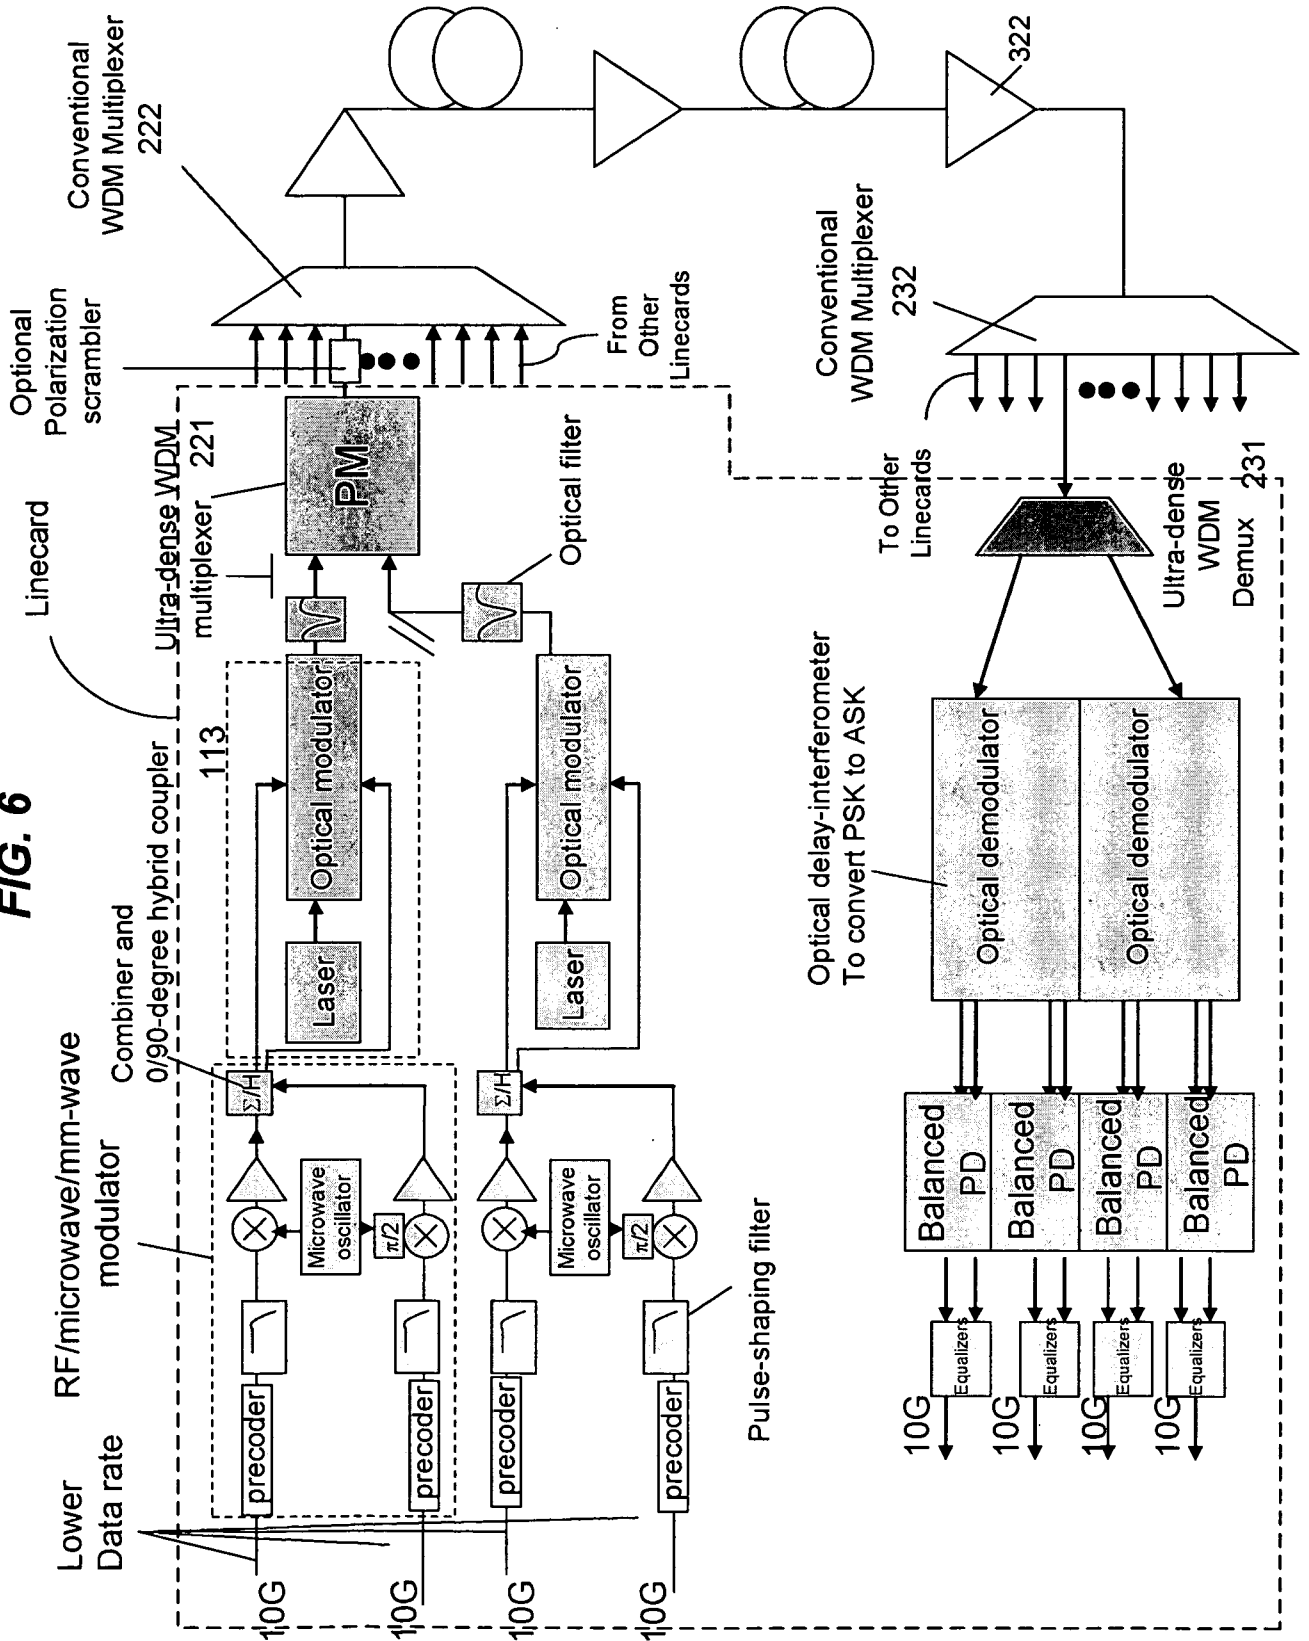 FIG. 6
Linecard
Optional
Polarization
scrambler
Conventional
WDM Multiplexer
222
Lower
Data rate
RF/microwave/mm-wave
modulator
Combiner and
0/90-degree hybrid coupler
113
Ultra-dense WDM
multiplexer
221
10G
precoder
Microwave
oscillator
π/2
Σ/H
Laser
Optical modulator
PM
10G
precoder
From
Other
Linecards
10G
precoder
Microwave
oscillator
π/2
Σ/H
Laser
Optical modulator
Optical filter
10G
precoder
Pulse-shaping filter
322
Optical delay-interferometer
To convert PSK to ASK
To Other
Linecards
Conventional
WDM Multiplexer
232
10G
Equalizers
Balanced
PD
Optical demodulator
10G
Equalizers
Balanced
PD
10G
Equalizers
Balanced
PD
Optical demodulator
10G
Equalizers
Balanced
PD
Ultra-dense
WDM
Demux
231